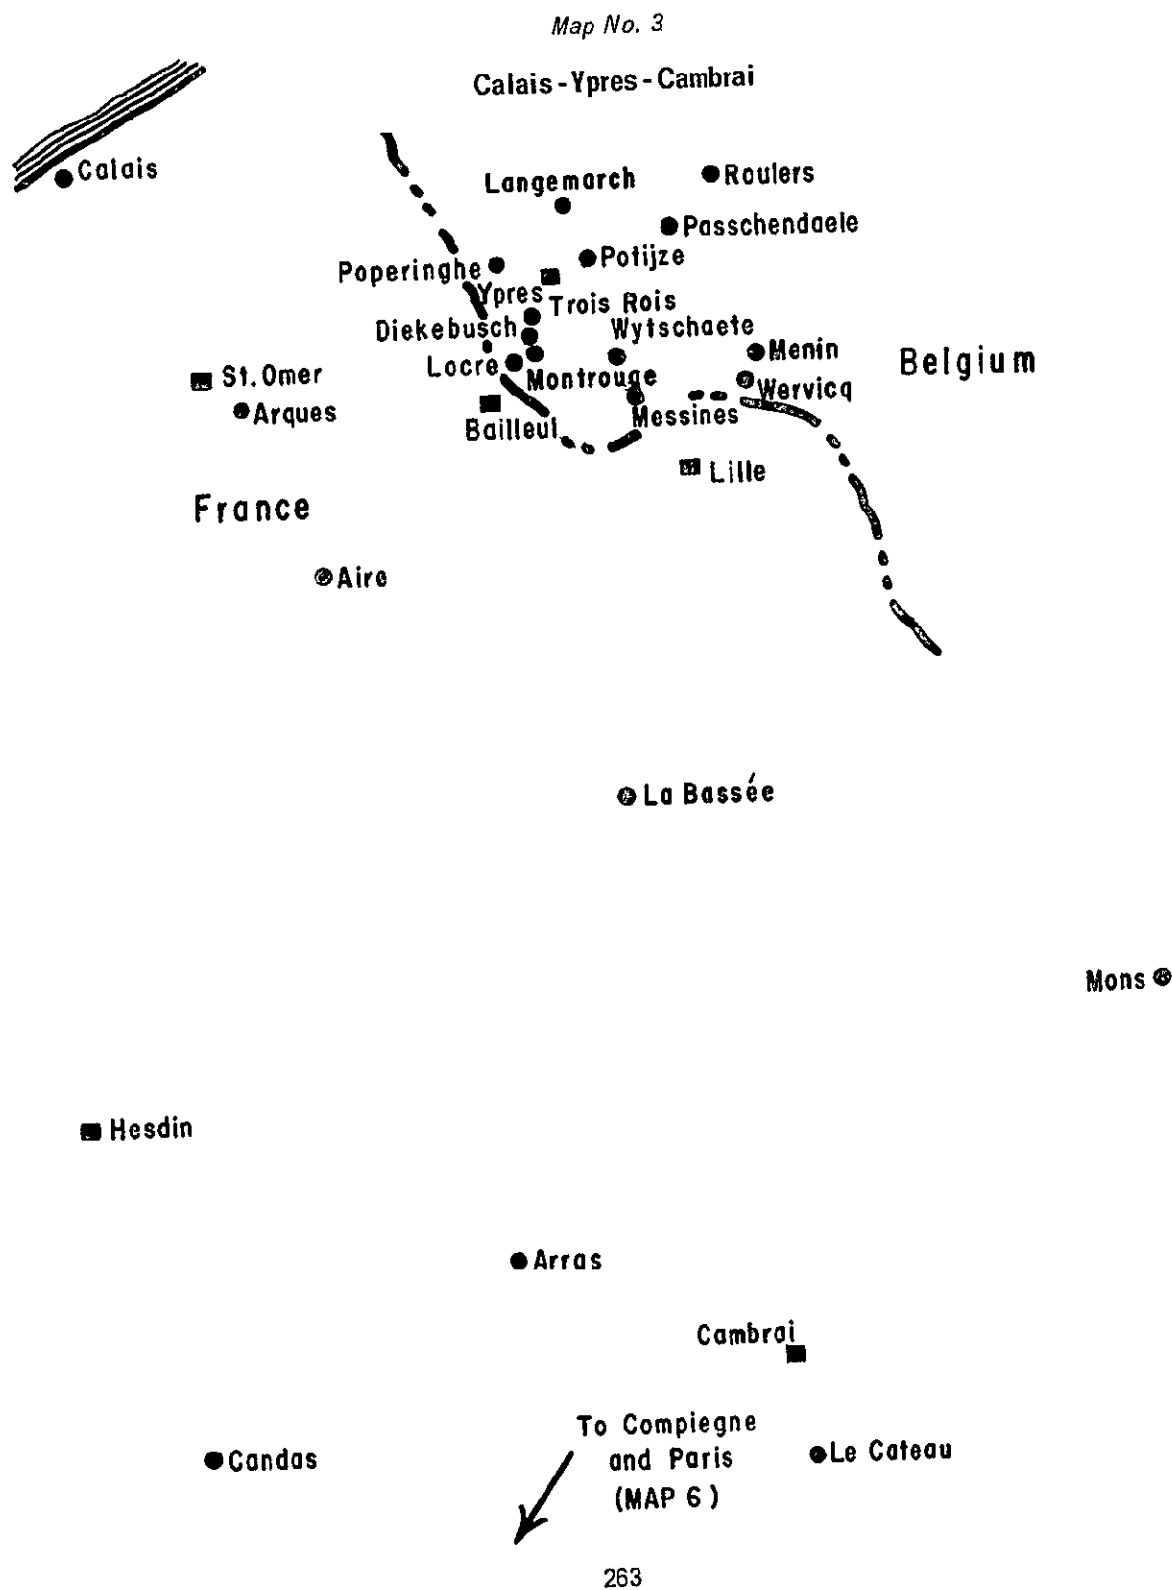 Map No. 3
Calais-Ypres-Cambrai
Calais
Langemarch
Roulers
Passchendaele
Potijze
Poperinghe
Ypres
Trois Rois
Diekebusch
Wytschaete
Menin
Belgium
Locre
Montrouge
Wervicq
St. Omer
Arques
Messines
Bailleul
Lille
France
Aire
La Bassée
Mons
Hesdin
Arras
Cambrai
To Compiegne
and Paris
(MAP 6)
Candas
Le Cateau
263